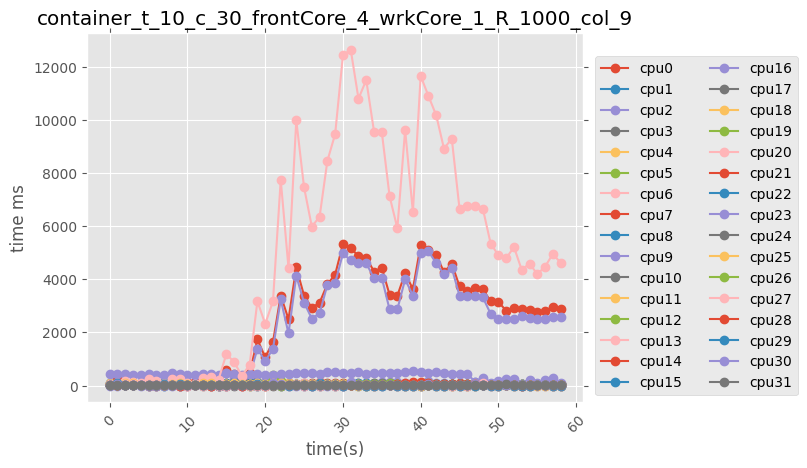 container_t_10_c_30_frontCore_4_wrkCore_1_R_1000_col_9
time ms
12000
10000
8000
6000
4000
2000
0
0
10
20
30
40
50
60
time(s)
cpu0
cpu1
cpu2
cpu3
cpu4
cpu5
cpu6
cpu7
cpu8
cpu9
cpu10
cpu11
cpu12
cpu13
cpu14
cpu15
cpu16
cpu17
cpu18
cpu19
cpu20
cpu21
cpu22
cpu23
cpu24
cpu25
cpu26
cpu27
cpu28
cpu29
cpu30
cpu31